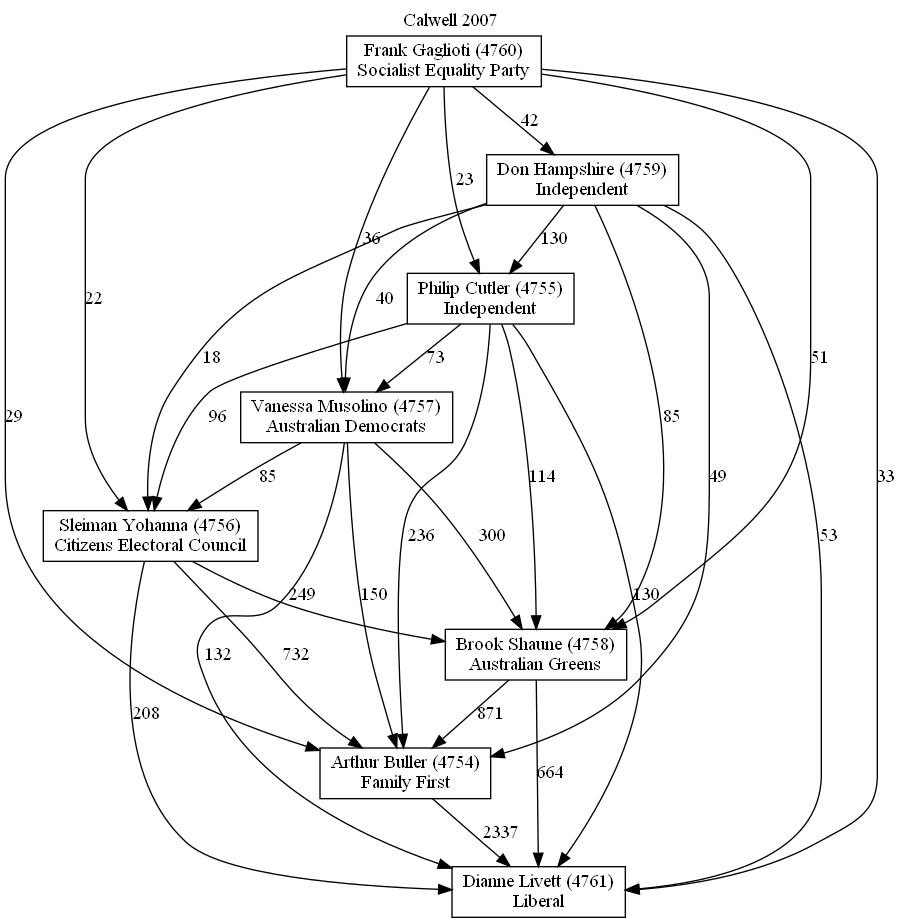 Calwell 2007
Frank Gaglioti (4760)
Socialist Equality Party
42
Don Hampshire (4759)
Independent
23
36
130
Philip Cutler (4755)
Independent
22
40
18
73
51
Vanessa Musolino (4757)
Australian Democrats
29
96
85
85
114
49
33
Sleiman Yohanna (4756)
Citizens Electoral Council
236
300
53
249
150
130
Brook Shaune (4758)
Australian Greens
132
732
208
871
Arthur Buller (4754)
Family First
664
2337
Dianne Livett (4761)
Liberal